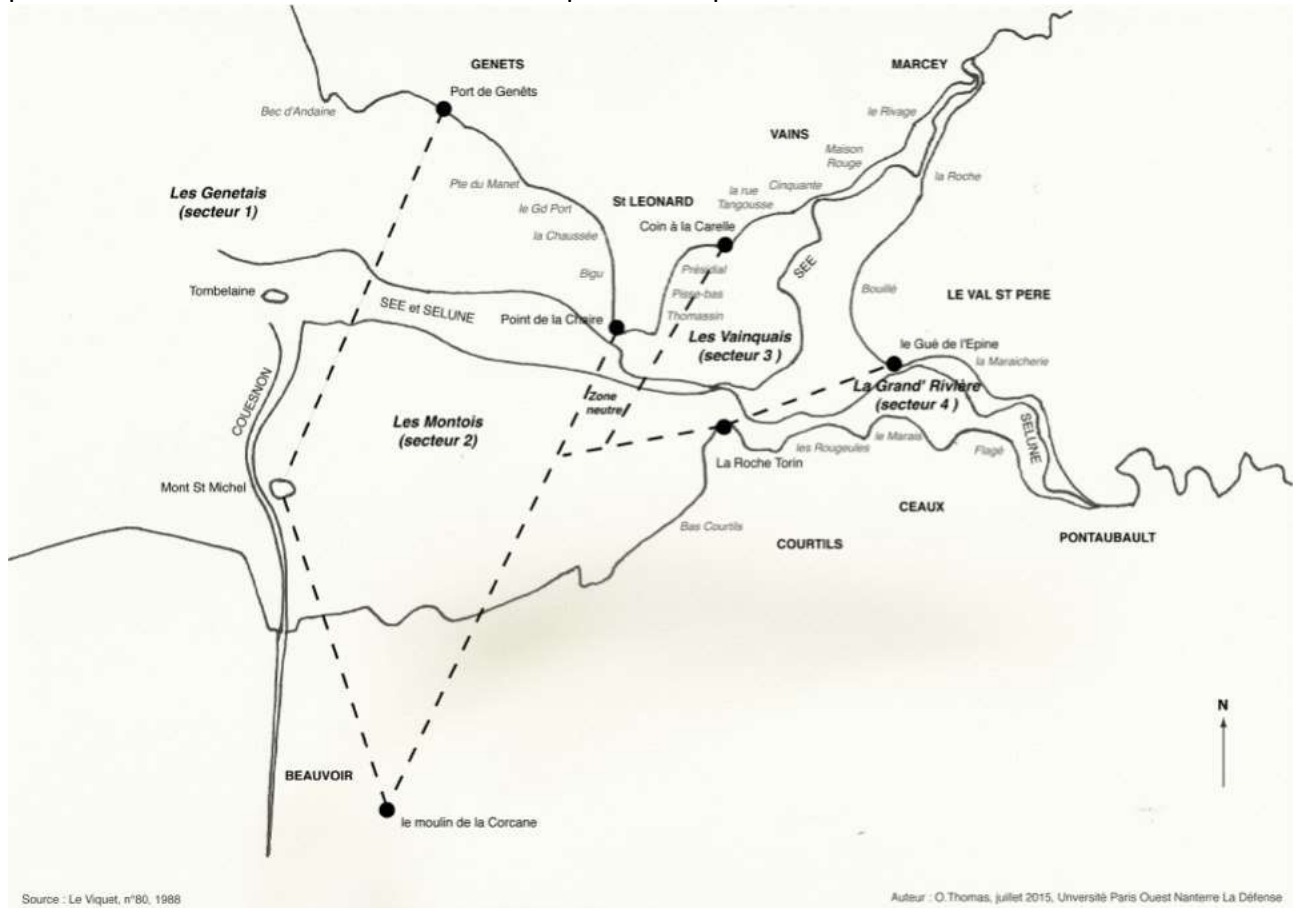 GENETS
Port de Genêts
Bec d'Andaine
MARCEY
le Rivage
VAINS
Maison
Rouge
Cinquante
la rue
Tangousse
la Roche
Les Genetais
(secteur 1)
Pte du Manet
le Gd Port
la Chaussée
Bigu
St LEONARD
Coin à la Carelle
Présidial
Pisse-bas
Thomassin
SEE
Bouillé
LE VAL ST PERE
Tombelaine
SEE et SELUNE
Point de la Chaire
Les Vainquais
(secteur 3 )
le Gué de l'Epine
la Maraicherie
La Grand' Rivière
(secteur 4 )
COUESNON
Les Montois
(secteur 2)
Zone
neutre
SELUNE
Mont St Michel
La Roche Torin
les Rougeules
le Marais
Flagé
CEAUX
Bas Courtils
COURTILS
PONTAUBAULT
N
BEAUVOIR
le moulin de la Corcane
Source : Le Viquet, n°80, 1988
Auteur : O.Thomas, juillet 2015, Unversité Paris Ouest Nanterre La Défense